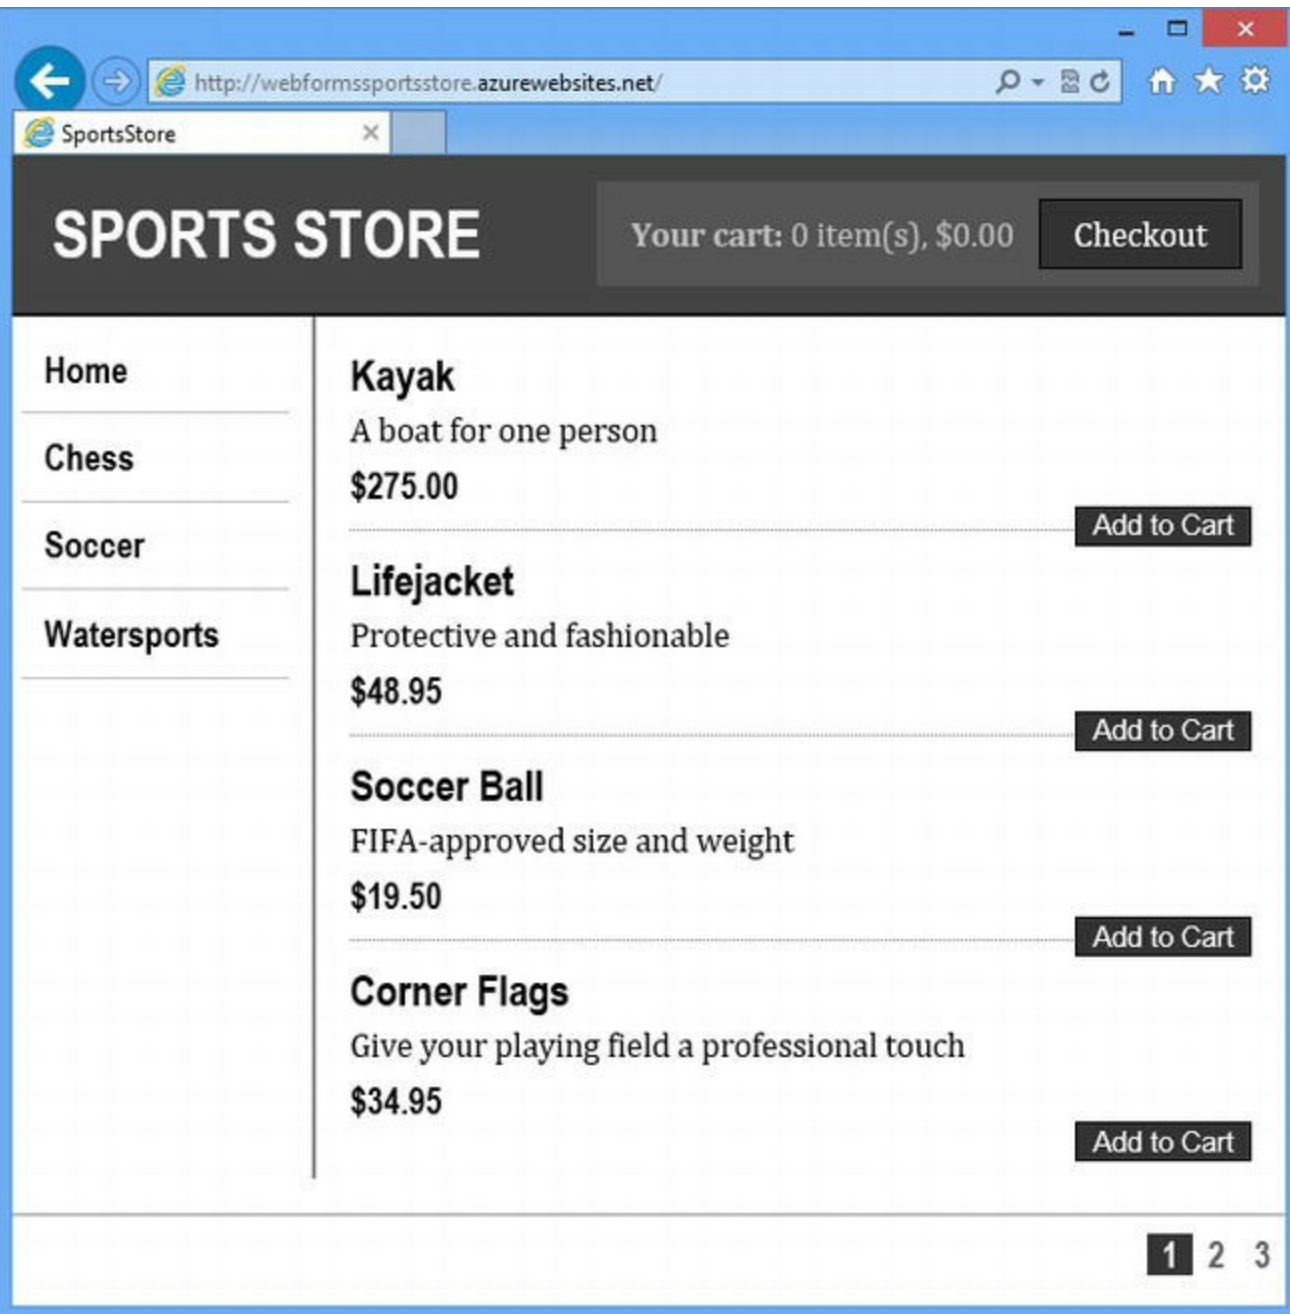 http://webformssportsstore.azurewebsites.net/
SportsStore
SPORTS STORE
Your cart: 0 item(s), $0.00
Checkout
Home
Chess
Soccer
Watersports
Kayak
A boat for one person
$275.00
Add to Cart
Lifejacket
Protective and fashionable
$48.95
Add to Cart
Soccer Ball
FIFA-approved size and weight
$19.50
Add to Cart
Corner Flags
Give your playing field a professional touch
$34.95
Add to Cart
1 2 3